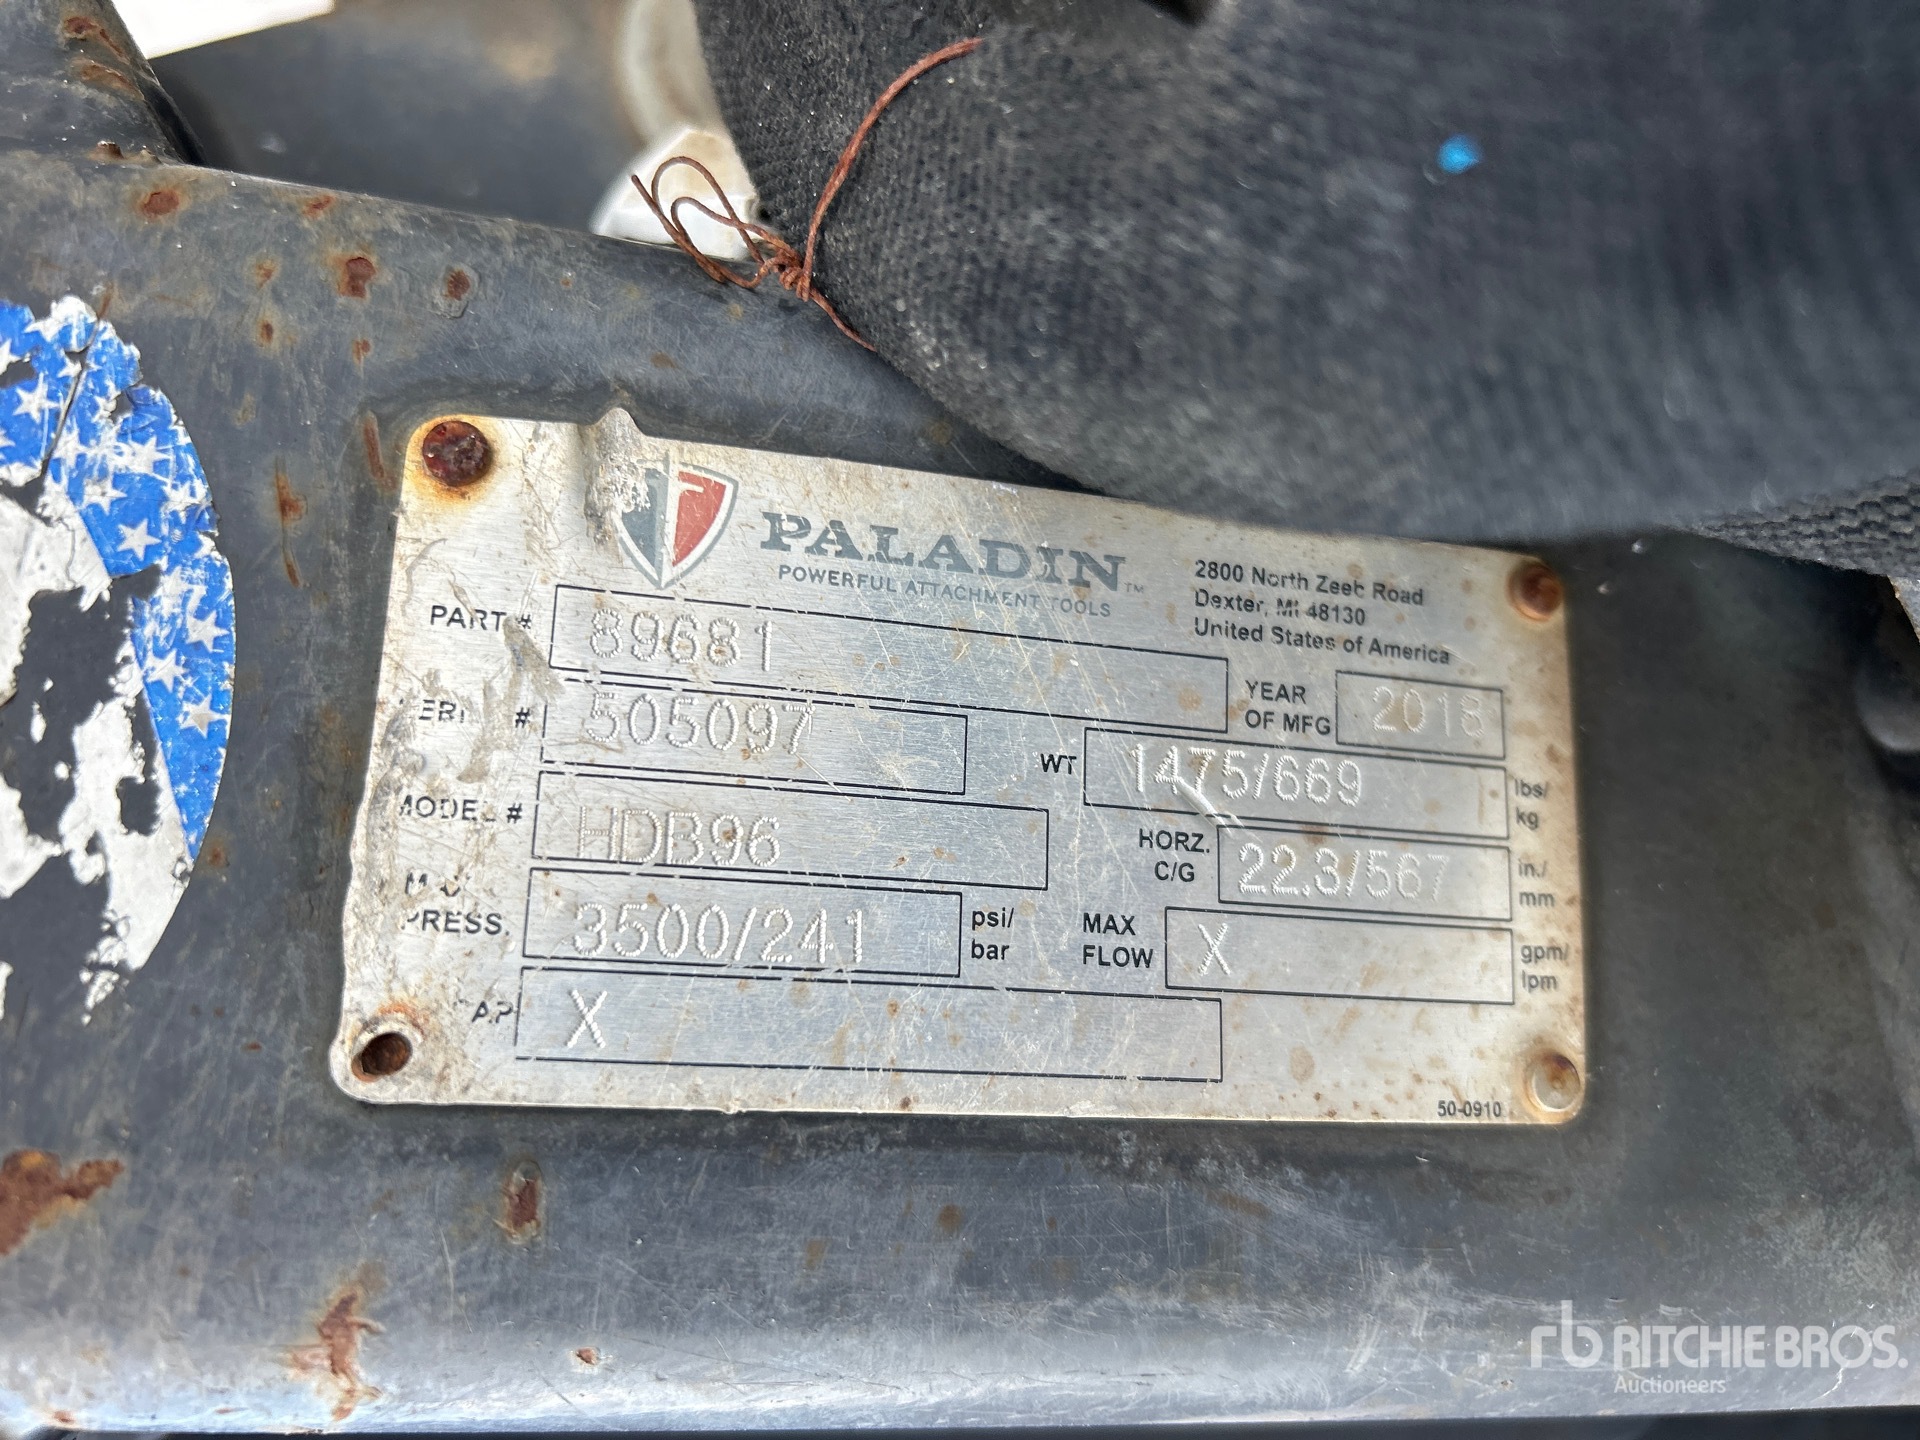 PALADIN™
POWERFUL ATTACHMENT TOOLS
2800 North Zeeb Road
Dexter, MI 48130
United States of America
PART # 89681
YEAR OF MFG 2018
# 505097
WT 1475/669 lbs/ kg
MODEL # HDB96
HORZ. C/G 22.3/567 in./ mm
PRESS. 3500/241 psi/ bar
MAX FLOW X gpm/ lpm
X
50-0910
rb RITCHIE BROS.
Auctioneers